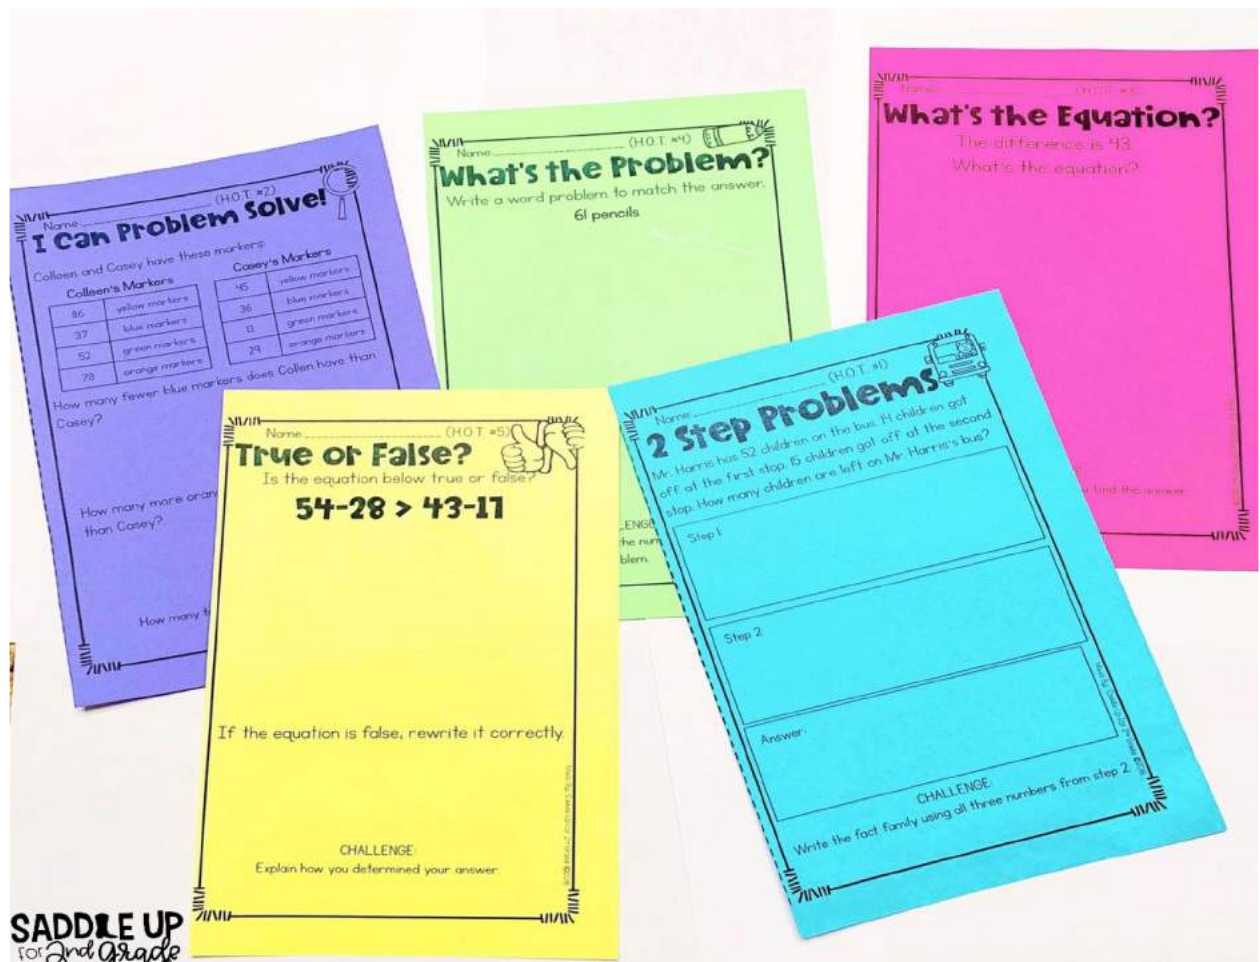 Name: (H.O.T. #2)
I Can Problem Solve!
Colleen and Casey have these markers:
Colleen's Markers
86 yellow markers
37 blue markers
52 green markers
78 orange markers
Casey's Markers
45 yellow markers
36 blue markers
13 green markers
29 orange markers
How many fewer blue markers does Collen have than
Casey?
How many more oran
than Casey?
How many t
Name: (H.O.T. #4)
What's the Problem?
Write a word problem to match the answer.
61 pencils
LENGE
the num
blem.
Name:
What's the Equation?
The difference is 43.
What's the equation?
find the answer.
Name (H.O.T. #5)
True or False?
Is the equation below true or false?
54-28 > 43-17
If the equation is false, rewrite it correctly.
CHALLENGE:
Explain how you determined your answer.
Name: (H.O.T. #1)
2 Step Problems
Mr. Harris has 52 children on the bus. 14 children got
off at the first stop. 15 children got off at the second
stop. How many children are left on Mr. Harris's bus?
Step 1:
Step 2:
Answer:
CHALLENGE:
Write the fact family using all three numbers from step 2.
SADDLE UP
for 2nd Grade